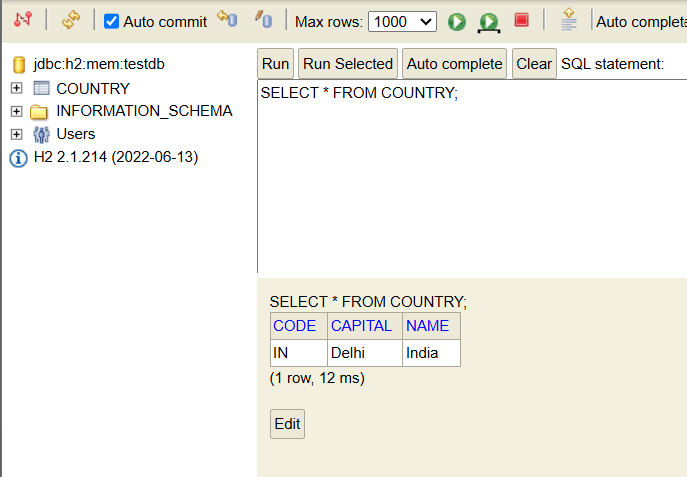 Auto commit Max rows: 1000 Auto complete
jdbc:h2:mem:testdb
COUNTRY
INFORMATION_SCHEMA
Users
H2 2.1.214 (2022-06-13)
Run Run Selected Auto complete Clear SQL statement:
SELECT * FROM COUNTRY;
SELECT * FROM COUNTRY;
CODE CAPITAL NAME
IN Delhi India
(1 row, 12 ms)
Edit